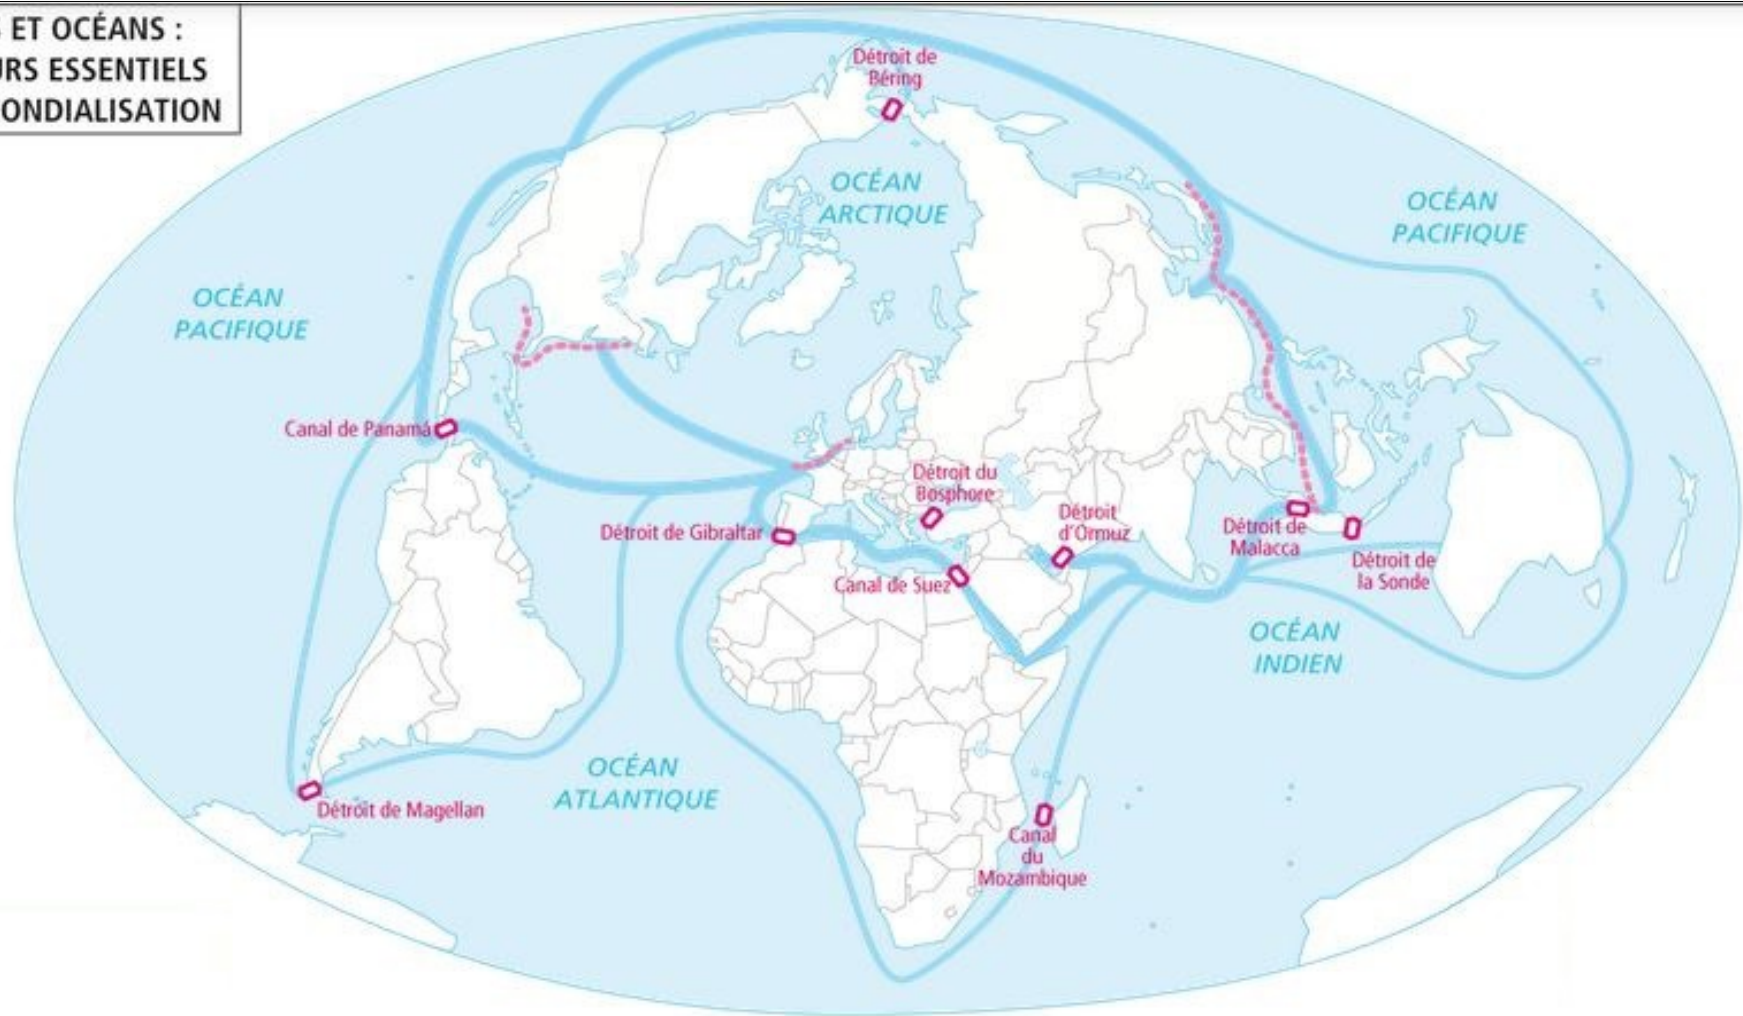 ET OCÉANS :
URS ESSENTIELS
ONDIALISATION
Détroit de
Béring
OCÉAN
ARCTIQUE
OCÉAN
PACIFIQUE
OCÉAN
PACIFIQUE
Canal de Panamá
Détroit du
Bosphore
Détroit de Gibraltar
Détroit
d'Ormuz
Détroit de
Malacca
Canal de Suez
Détroit de
la Sonde
OCÉAN
INDIEN
OCÉAN
ATLANTIQUE
Détroit de Magellan
Canal
du
Mozambique